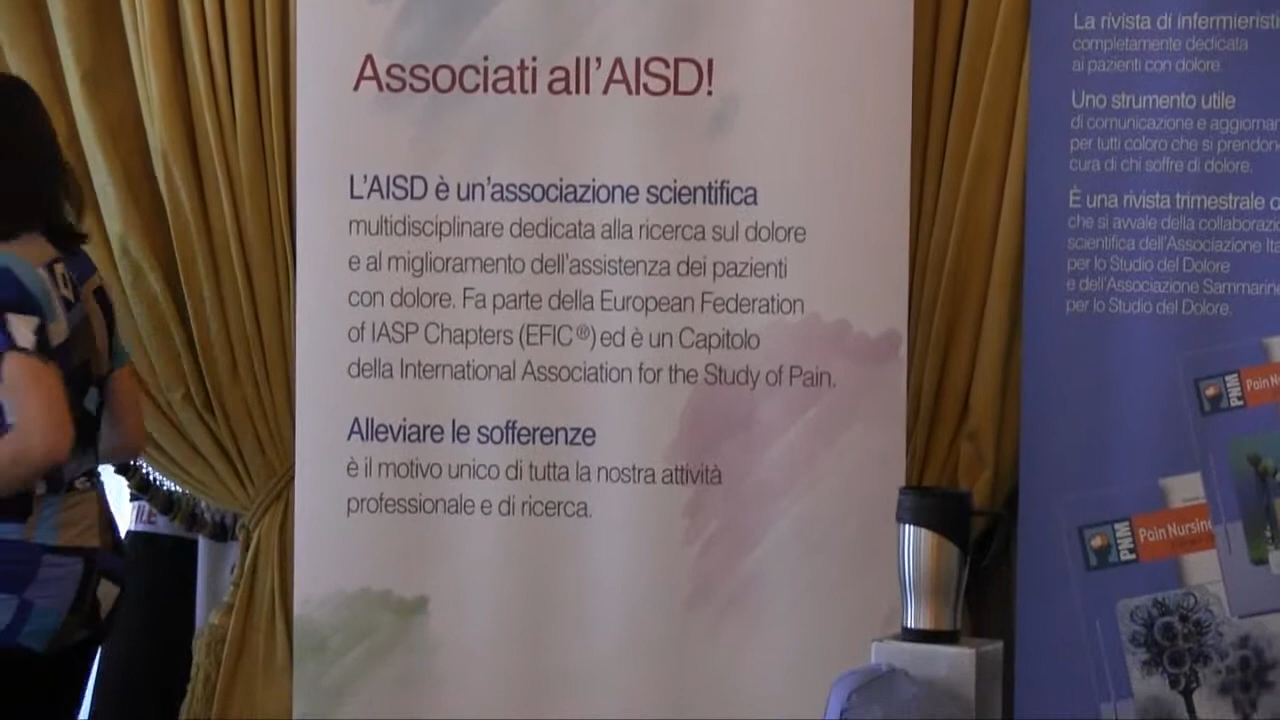 Associati all'AISD!
L'AISD è un'associazione scientifica
multidisciplinare dedicata alla ricerca sul dolore
e al miglioramento dell'assistenza dei pazienti
con dolore. Fa parte della European Federation
of IASP Chapters (EFIC®) ed è un Capitolo
della International Association for the Study of Pain.
Alleviare le sofferenze
è il motivo unico di tutta la nostra attività
professionale e di ricerca.
La rivista di infermieristi
completamente dedicata
ai pazienti con dolore.
Uno strumento utile
di comunicazione e aggiornam
per tutti coloro che si prendon
cura di chi soffre di dolore.
È una rivista trimestrale o
che si avvale della collaborazi
scientifica dell'Associazione Ita
per lo Studio del Dolore
e dell'Associazione Sammarine
per lo Studio del Dolore.
PNM Pain N
PNM Pain Nursing